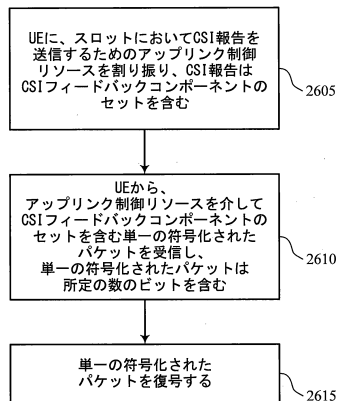 UEに、スロットにおいてCSI報告を
送信するためのアップリンク制御
リソースを割り振り、CSI報告は
CSIフィードバックコンポーネントの
セットを含む
2605
UEから、
アップリンク制御リソースを介して
CSIフィードバックコンポーネントの
セットを含む単一の符号化された
パケットを受信し、
単一の符号化されたパケットは
所定の数のビットを含む
2610
単一の符号化された
パケットを復号する
2615